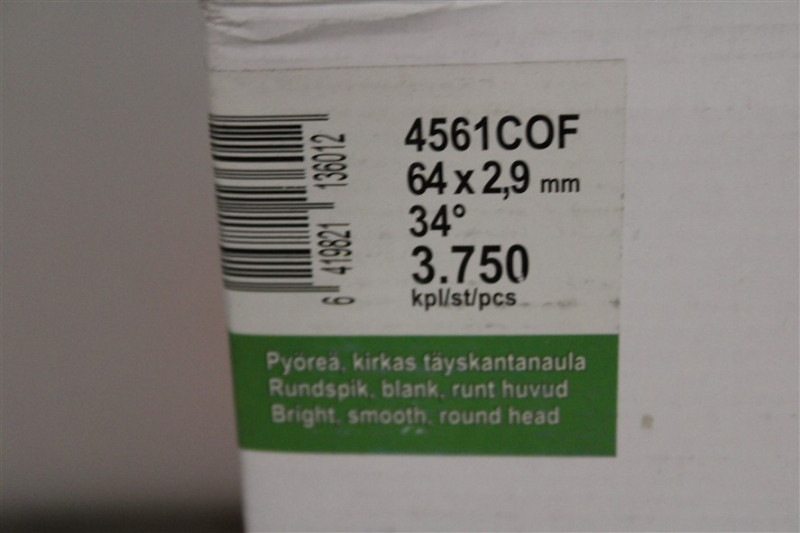 4561COF
64 x 2,9 mm
34°
3.750
kpl/st/pcs
6 419821 136012
Pyöreä, kirkas täyskantanaula
Rundspik, blank, runt huvud
Bright, smooth, round head